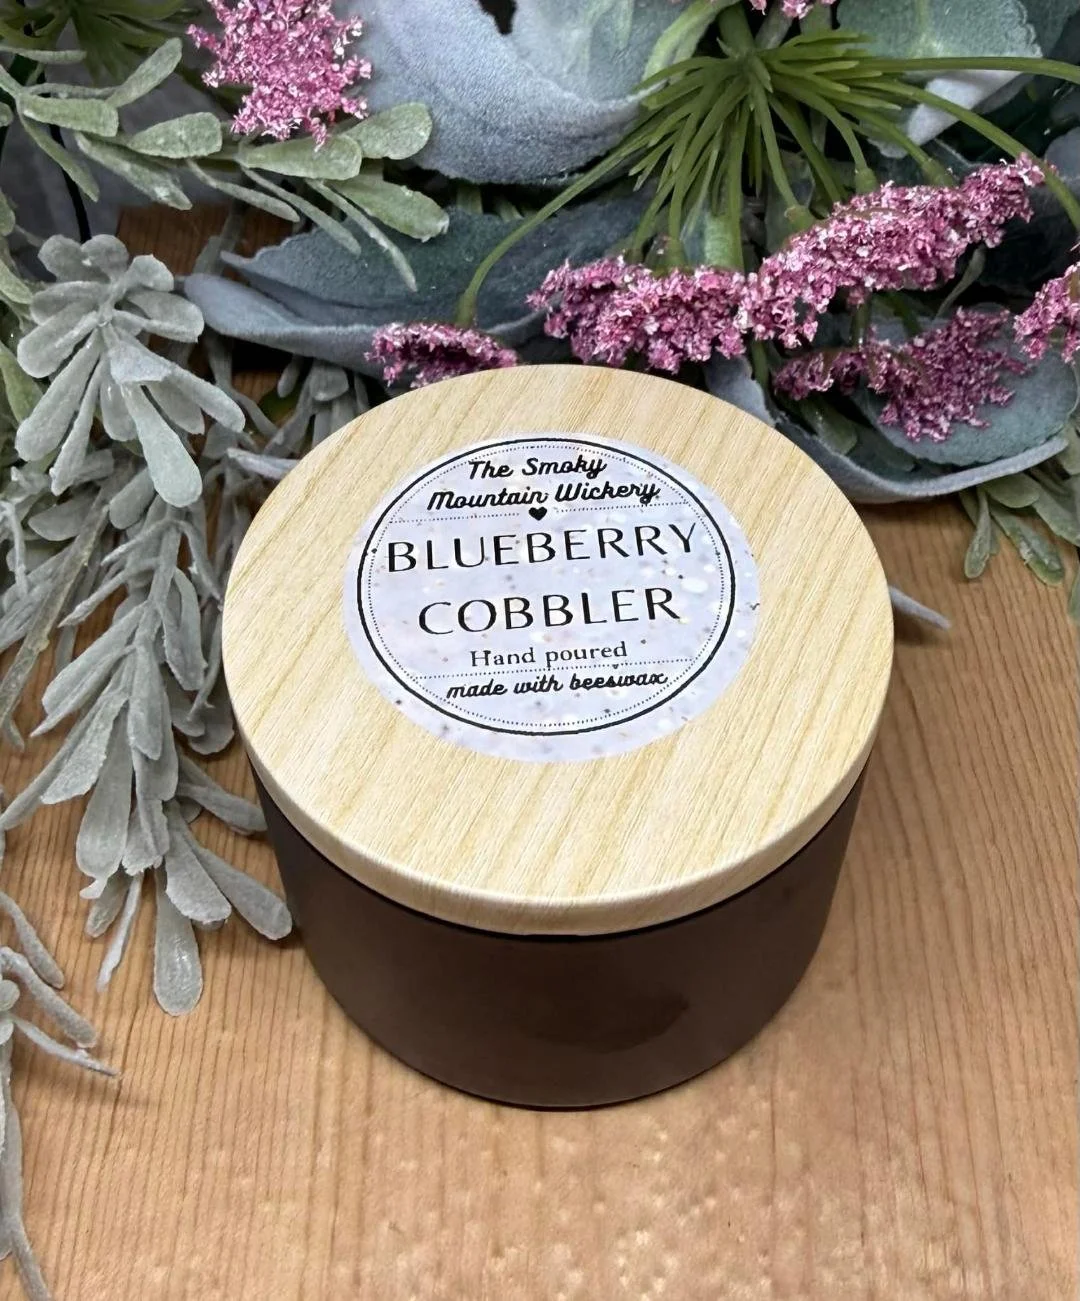 The Smoky
Mountain Wickery
BLUEBERRY
COBBLER
Hand poured
made with beeswax